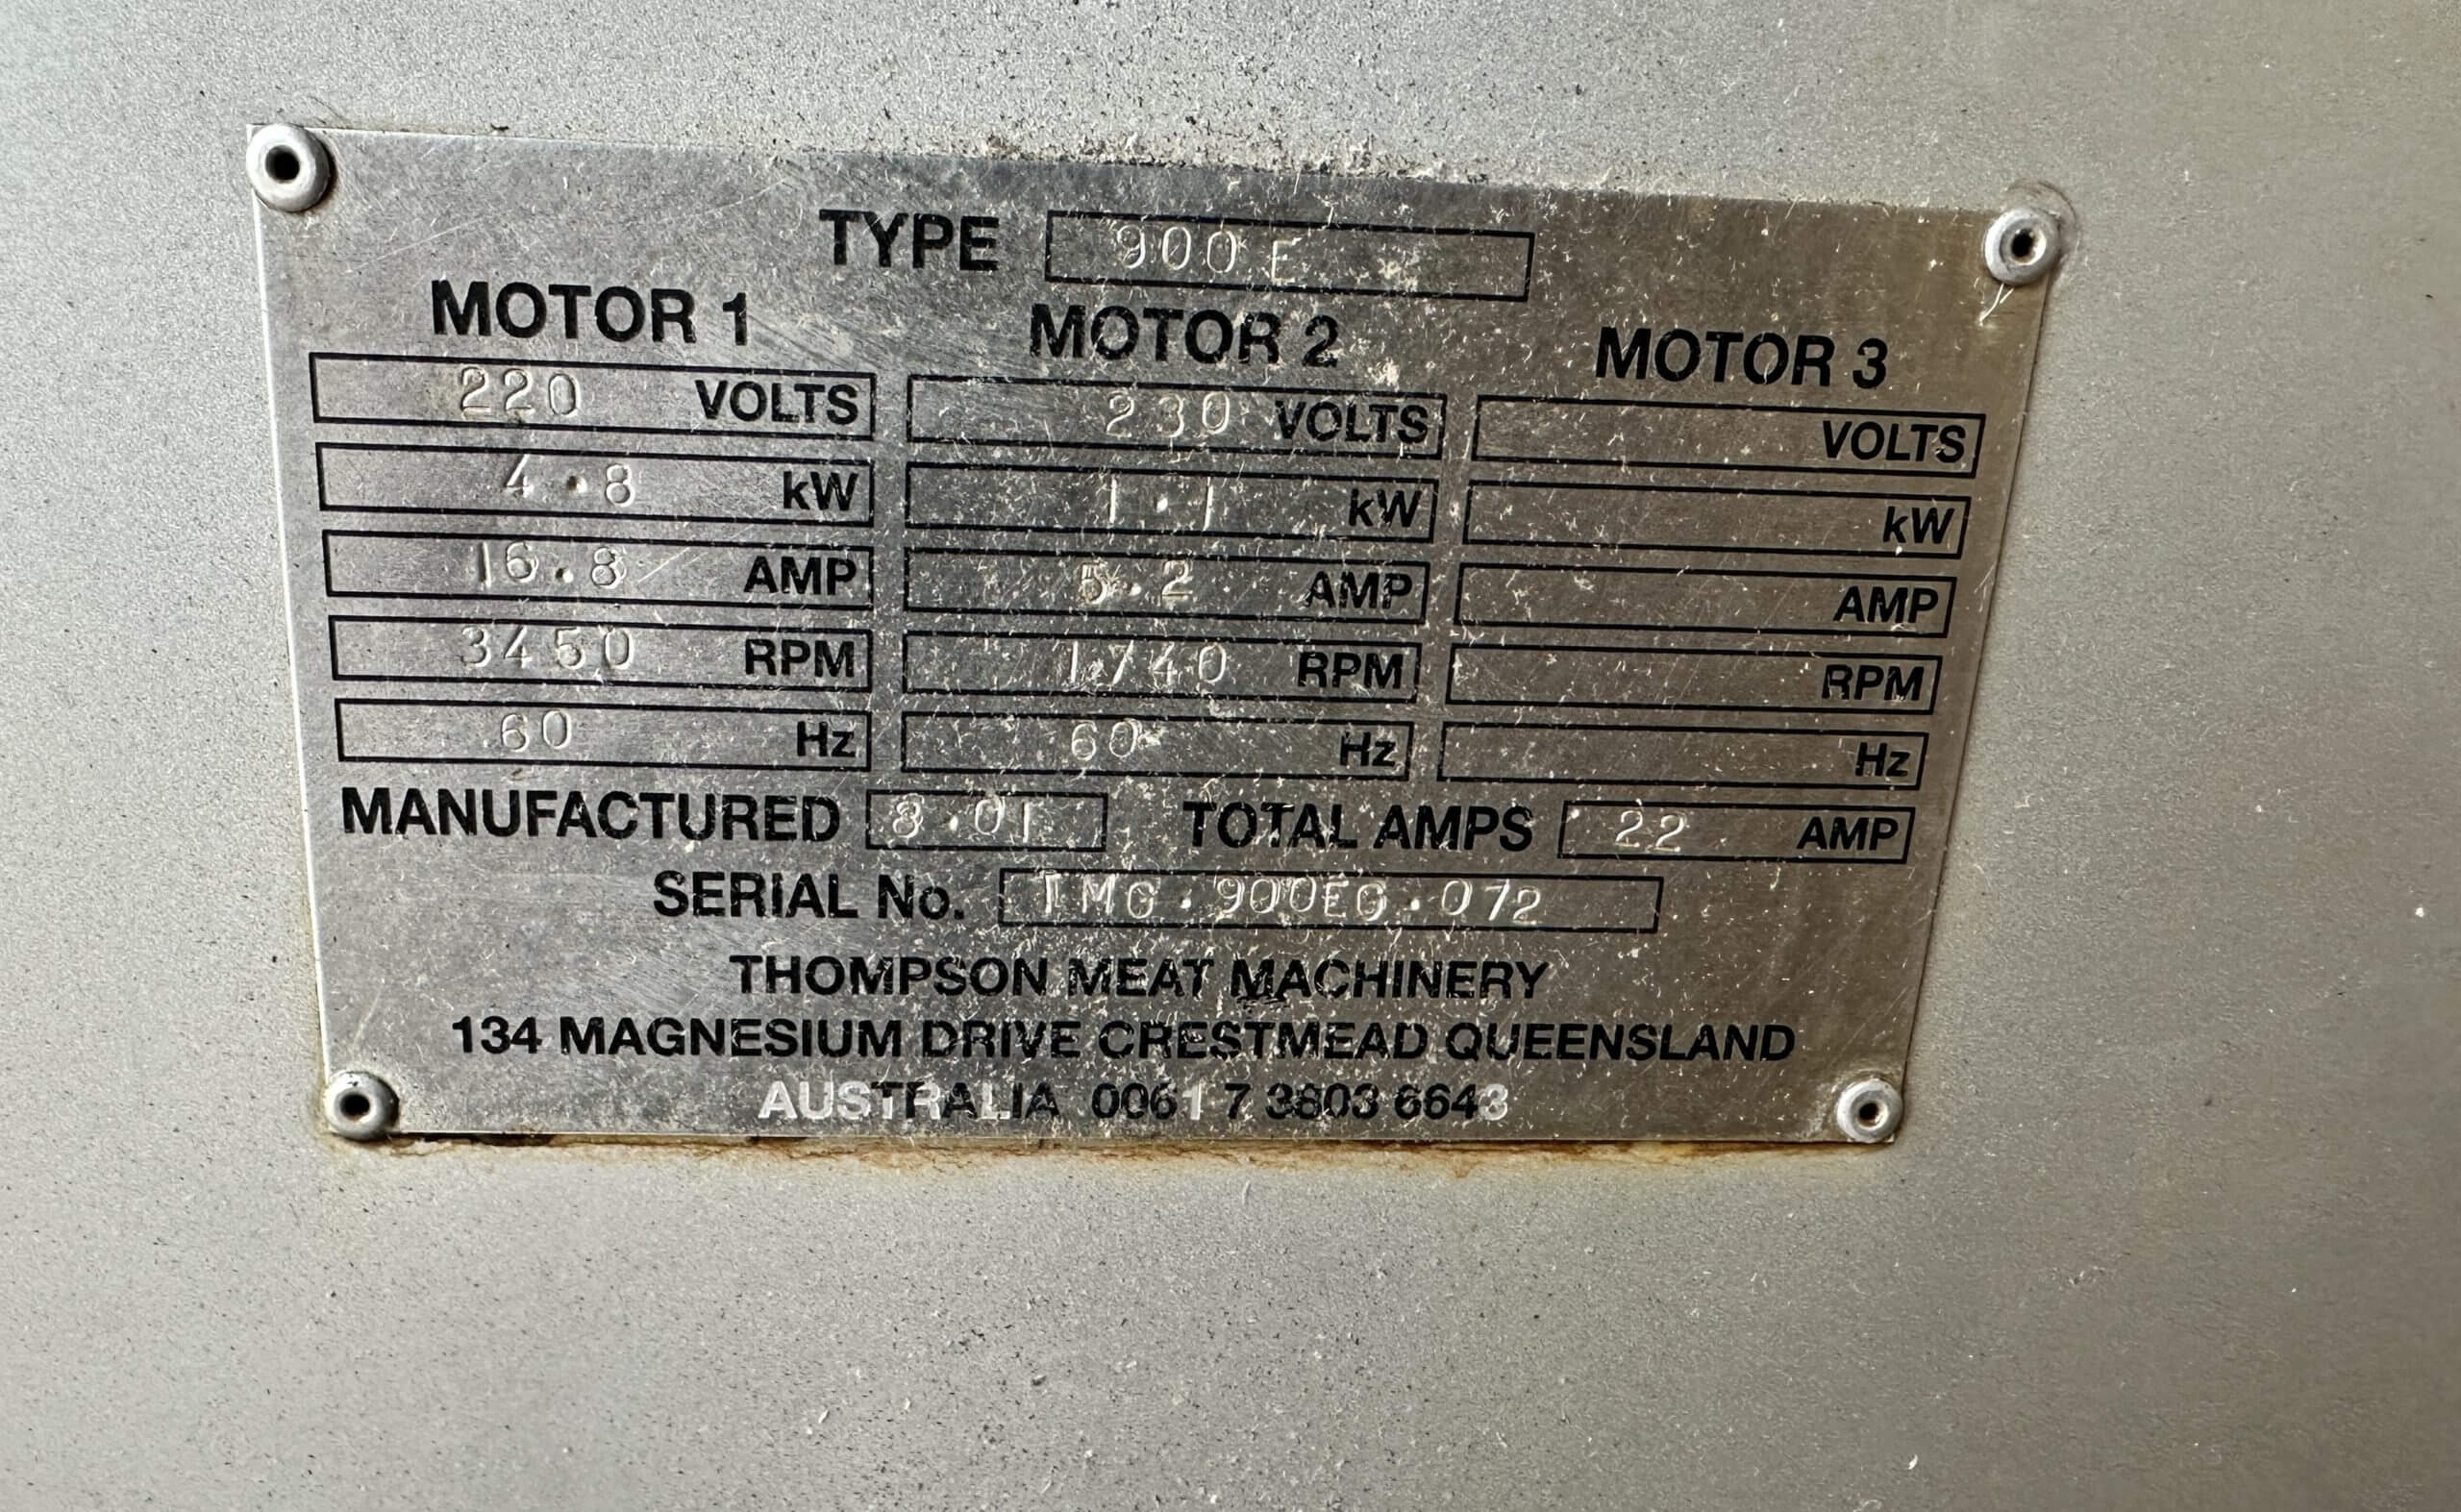 TYPE 900 E
MOTOR 1 MOTOR 2 MOTOR 3
220 VOLTS 230 VOLTS VOLTS
4.8 kW 1.1 kW kW
16.8 AMP 5.2 AMP AMP
3450 RPM 1740 RPM RPM
60 Hz 60 Hz Hz
MANUFACTURED 8.01 TOTAL AMPS 22 AMP
SERIAL No. TMG.900EG.072
THOMPSON MEAT MACHINERY
134 MAGNESIUM DRIVE CRESTMEAD QUEENSLAND
AUSTRALIA 0061 7 3803 6643